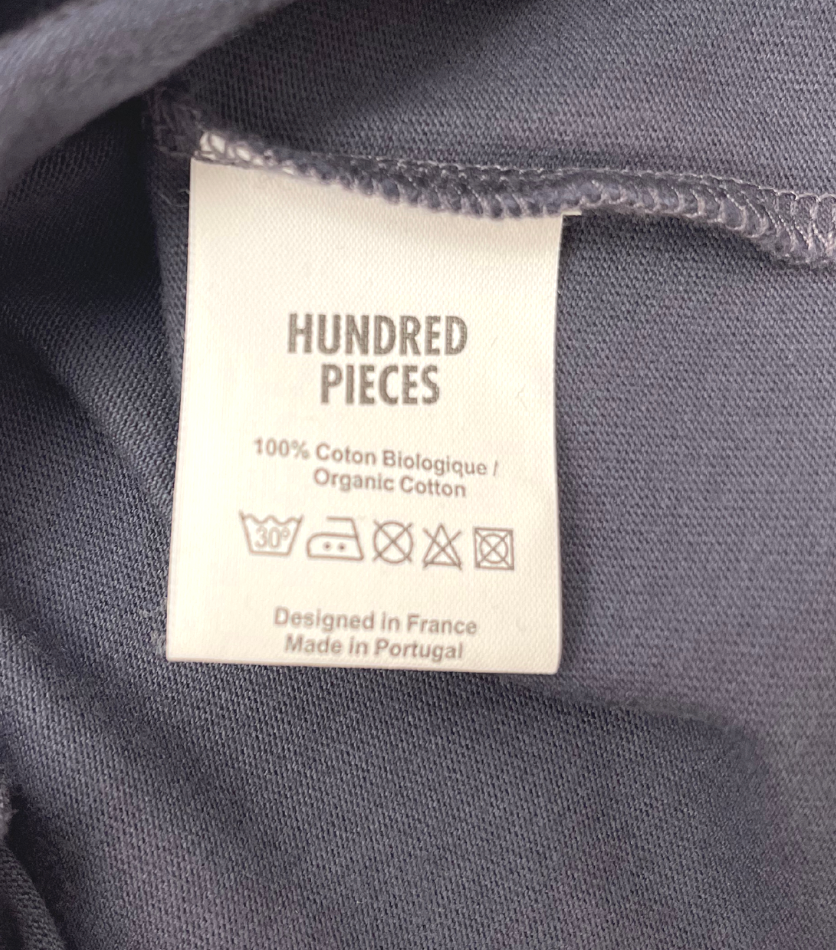 HUNDRED
PIECES
100% Coton Biologique /
Organic Cotton
30°
Designed in France
Made in Portugal